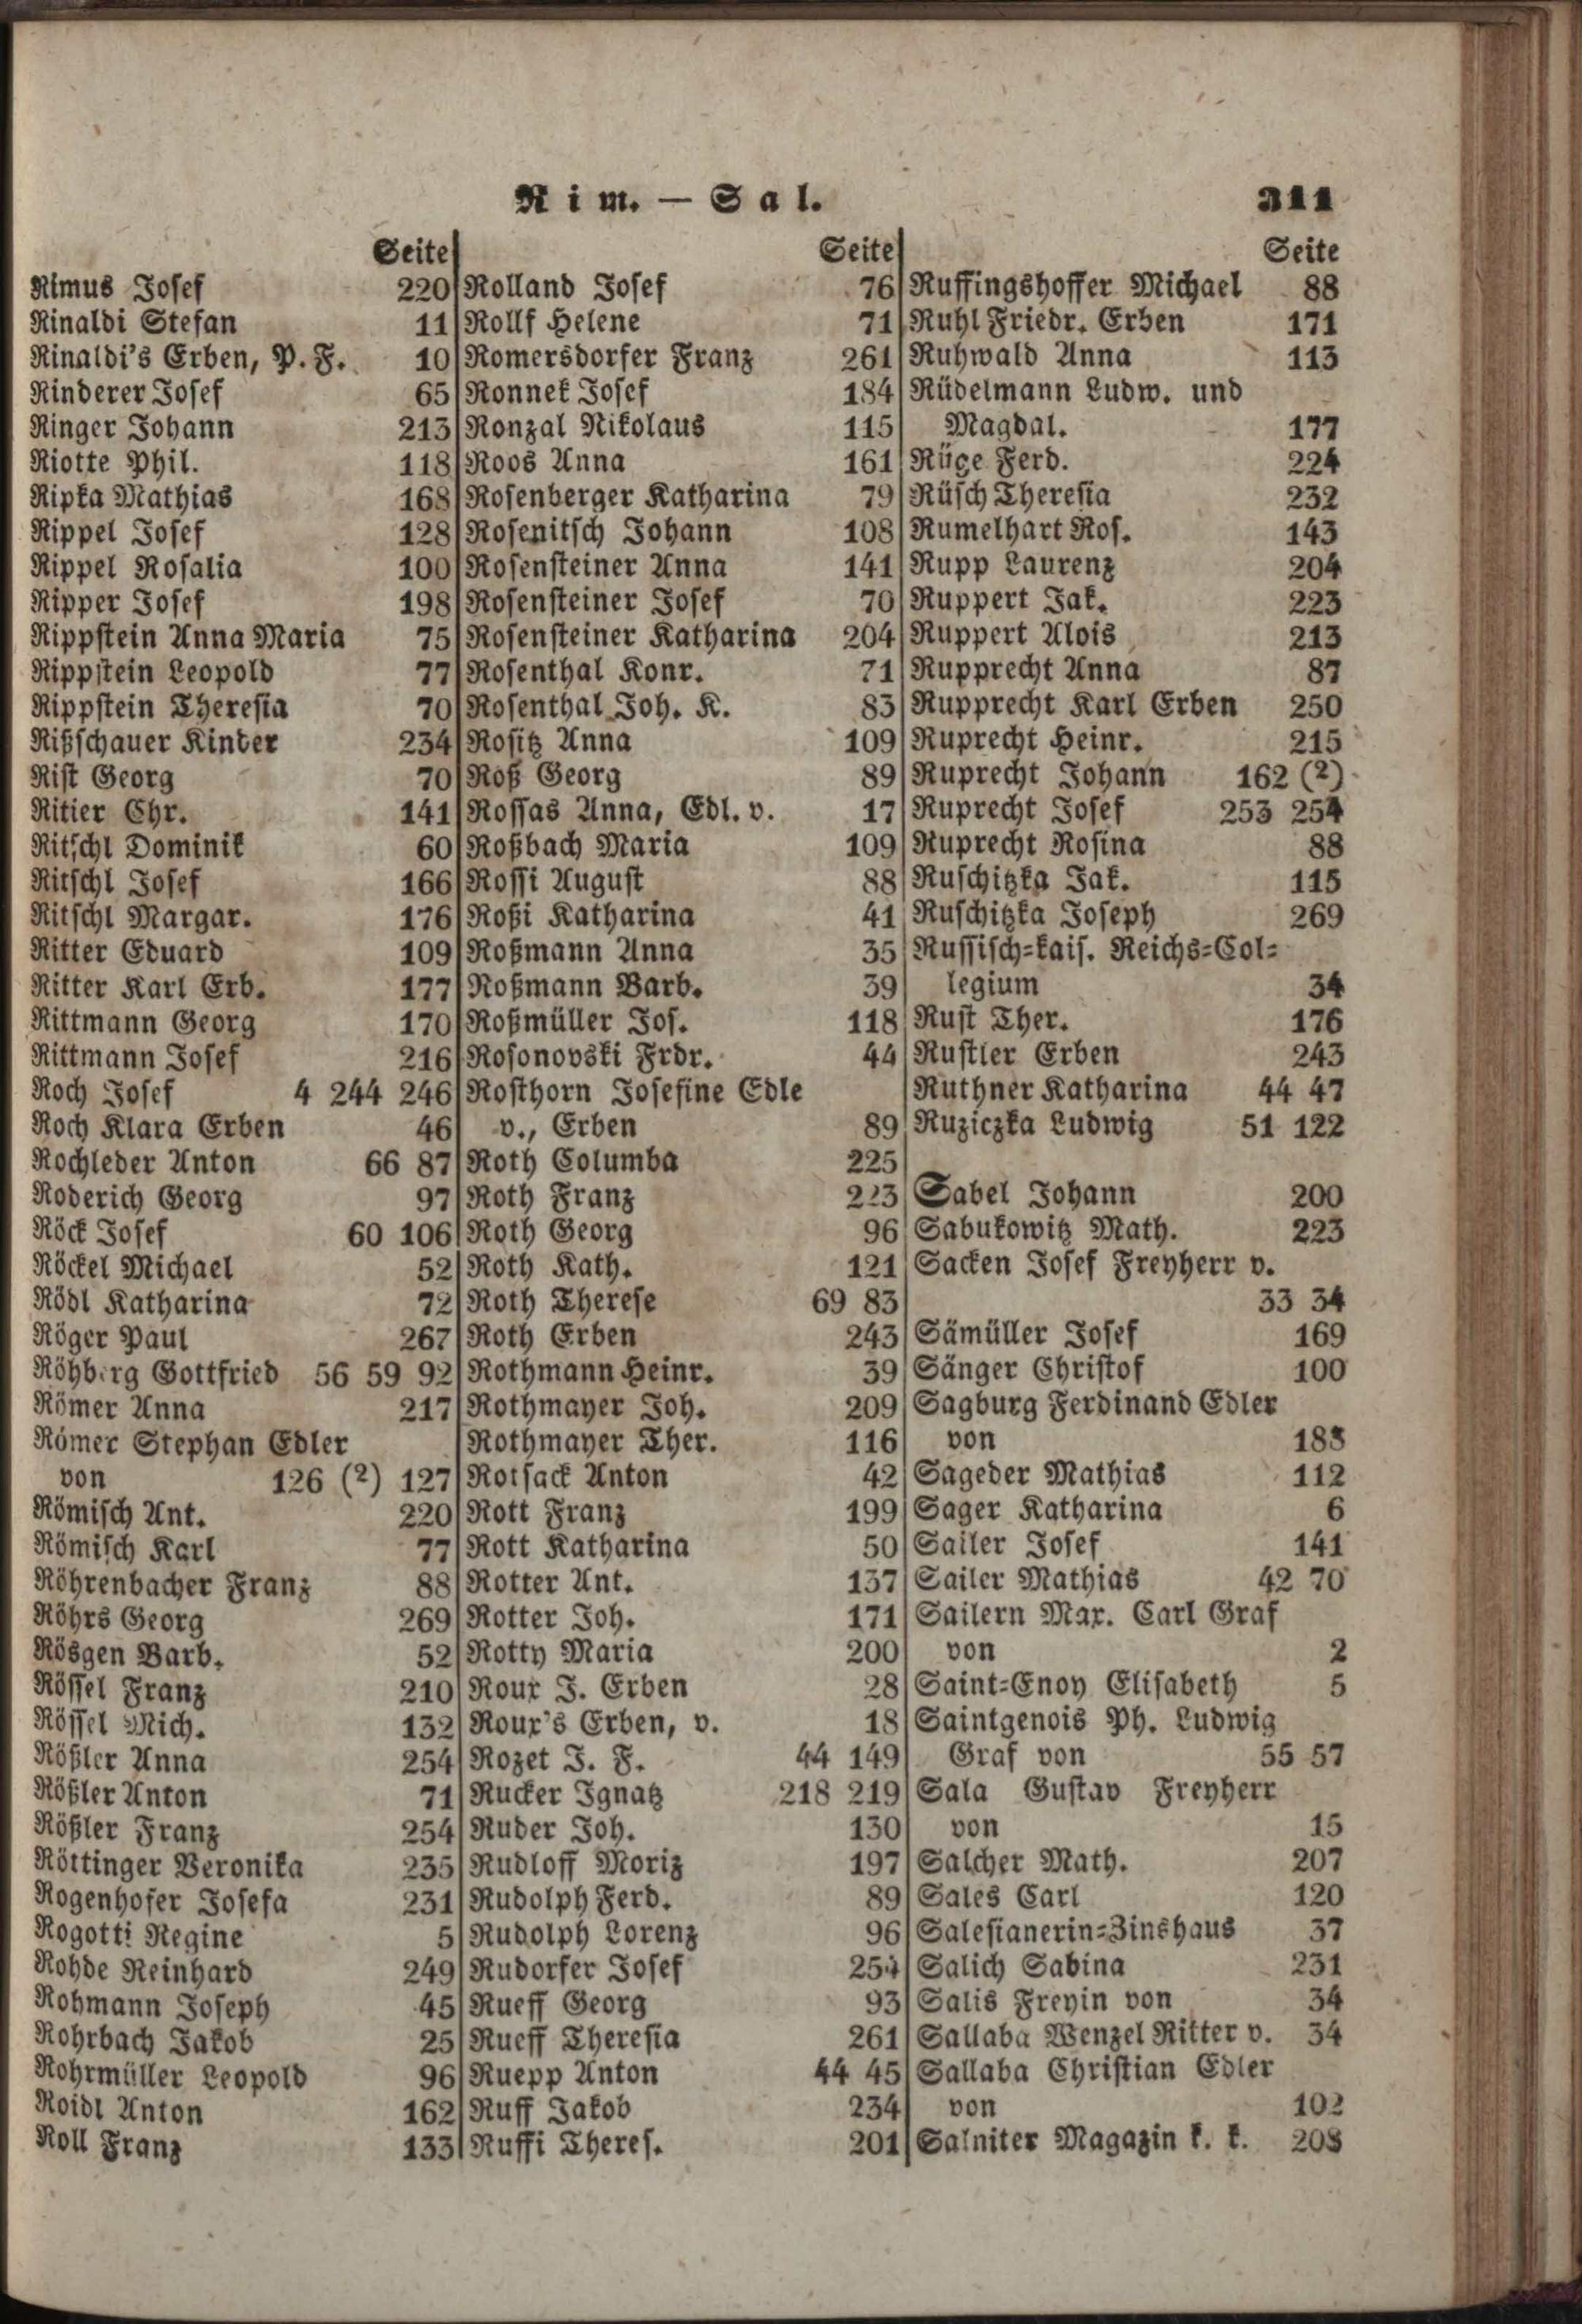 Rim. — Sal. 311
Seite
Rimus Josef 220
Rinaldi Stefan 11
Rinaldi's Erben, P. F. 10
Rinderer Josef 65
Ringer Johann 213
Riotte Phil. 118
Ripka Mathias 168
Rippel Josef 128
Rippel Rosalia 100
Ripper Josef 198
Rippstein Anna Maria 75
Rippstein Leopold 77
Rippstein Theresia 70
Rißschauer Kinder 234
Rist Georg 70
Ritier Chr. 141
Ritschl Dominik 60
Ritschl Josef 166
Ritschl Margar. 176
Ritter Eduard 109
Ritter Karl Erb. 177
Rittmann Georg 170
Rittmann Josef 216
Roch Josef 4 244 246
Roch Klara Erben 46
Rochleder Anton 66 87
Roderich Georg 97
Röck Josef 60 106
Röckel Michael 52
Rödl Katharina 72
Röger Paul 267
Röhberg Gottfried 56 59 92
Römer Anna 217
Römer Stephan Edler
von 126 (2) 127
Römisch Ant. 220
Römisch Karl 77
Röhrenbacher Franz 88
Röhrs Georg 269
Rösgen Barb. 52
Rössel Franz 210
Rössel Mich. 132
Rößler Anna 254
Rößler Anton 71
Rößler Franz 254
Röttinger Veronika 235
Rogenhofer Josefa 231
Rogotti Regine 5
Rohde Reinhard 249
Rohmann Joseph 45
Rohrbach Jakob 25
Rohrmüller Leopold 96
Roidl Anton 162
Roll Franz 133
Seite
Rolland Josef 76
Rollf Helene 71
Romersdorfer Franz 261
Ronnek Josef 184
Ronzal Nikolaus 115
Roos Anna 161
Rosenberger Katharina 79
Rosenitsch Johann 108
Rosensteiner Anna 141
Rosensteiner Josef 70
Rosensteiner Katharina 204
Rosenthal Konr. 71
Rosenthal Joh. K. 83
Rositz Anna 109
Roß Georg 89
Rossas Anna, Edl. v. 17
Roßbach Maria 109
Rossi August 88
Roßi Katharina 41
Roßmann Anna 35
Roßmann Barb. 39
Roßmüller Jos. 118
Rosonovski Frdr. 44
Rosthorn Josefine Edle
v., Erben 89
Roth Columba 225
Roth Franz 223
Roth Georg 96
Roth Kath. 121
Roth Therese 69 83
Roth Erben 243
Rothmann Heinr. 39
Rothmayer Joh. 209
Rothmayer Ther. 116
Rotsack Anton 42
Rott Franz 199
Rott Katharina 50
Rotter Ant. 137
Rotter Joh. 171
Rotty Maria 200
Roux J. Erben 28
Roux's Erben, v. 18
Rozet J. F. 44 149
Rucker Ignatz 218 219
Ruder Joh. 130
Rudloff Moriz 197
Rudolph Ferd. 89
Rudolph Lorenz 96
Rudorfer Josef 254
Rueff Georg 93
Rueff Theresia 261
Ruepp Anton 44 45
Ruff Jakob 234
Ruffi Theres. 201
Seite
Ruffingshoffer Michael 88
Ruhl Friedr. Erben 171
Ruhwald Anna 113
Rüdelmann Ludw. und
Magdal. 177
Rüge Ferd. 224
Rüsch Theresia 232
Rumelhart Ros. 143
Rupp Laurenz 204
Ruppert Jak. 223
Ruppert Alois 213
Rupprecht Anna 87
Rupprecht Karl Erben 250
Ruprecht Heinr. 215
Ruprecht Johann 162 (2)
Ruprecht Josef 253 254
Ruprecht Rosina 88
Ruschitzka Jak. 115
Ruschitzka Joseph 269
Russisch=kais. Reichs=Col=
legium 34
Rust Ther. 176
Rustler Erben 243
Ruthner Katharina 44 47
Ruziczka Ludwig 51 122
Sabel Johann 200
Sabukowitz Math. 223
Sacken Josef Freyherr v.
33 34
Sämüller Josef 169
Sänger Christof 100
Sagburg Ferdinand Edler
von
Sageder Mathias 112
Sager Katharina 6
Sailer Josef 141
Sailer Mathias 42 70
Sailern Max. Carl Graf
von 2
Saint=Enoy Elisabeth 5
Saintgenois Ph. Ludwig
Graf von 55 57
Sala Gustav Freyherr
von 15
Salcher Math. 207
Sales Carl 120
Salesianerin=Zinshaus 37
Salich Sabina 231
Salis Freyin von 34
Sallaba Wenzel Ritter v. 34
Sallaba Christian Edler
von 102
Salniter Magazin k. k. 208